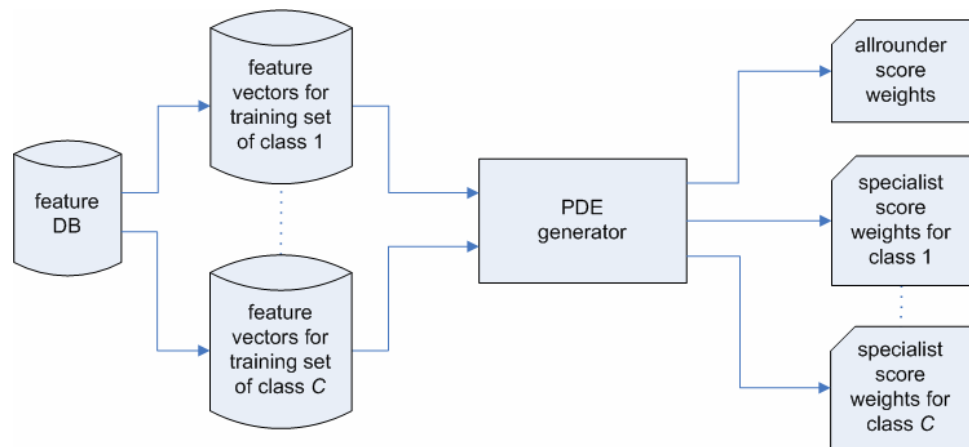 feature
DB
feature
vectors for
training set
of class 1
feature
vectors for
training set
of class C
PDE
generator
allrounder
score
weights
specialist
score
weights for
class 1
specialist
score
weights for
class C